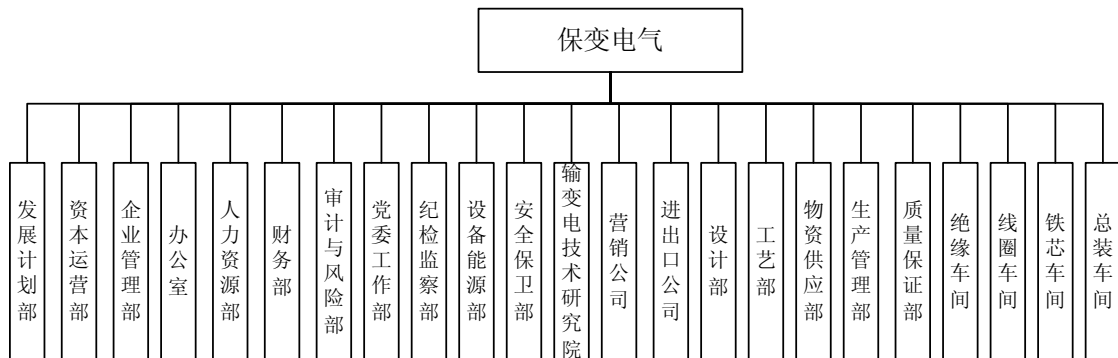 保变电气
发展计划部
资本运营部
企业管理部
办公室
人力资源部
财务部
审计与风险部
党委工作部
纪检监察部
设备能源部
安全保卫部
输变电技术研究院
营销公司
进出口公司
设计部
工艺部
物资供应部
生产管理部
质量保证部
绝缘车间
线圈车间
铁芯车间
总装车间